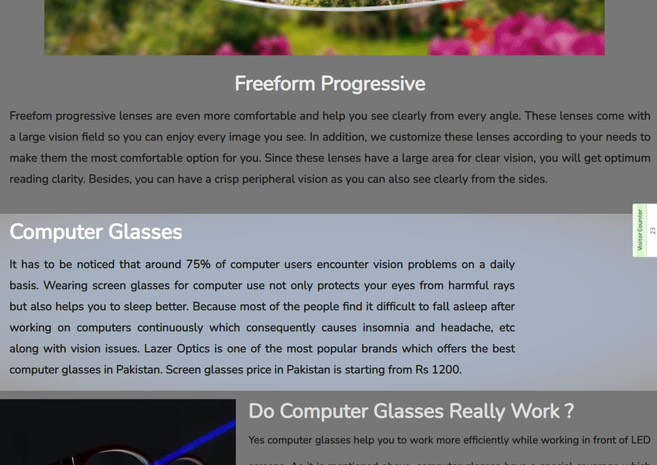 Freeform Progressive
Freefom progressive lenses are even more comfortable and help you see clearly from every angle. These lenses come with
a large vision field so you can enjoy every image you see. In addition, we customize these lenses according to your needs to
make them the most comfortable option for you. Since these lenses have a large area for clear vision, you will get optimum
reading clarity. Besides, you can have a crisp peripheral vision as you can also see clearly from the sides.
Visitor Counter
23
Computer Glasses
It has to be noticed that around 75% of computer users encounter vision problems on a daily
basis. Wearing screen glasses for computer use not only protects your eyes from harmful rays
but also helps you to sleep better. Because most of the people find it difficult to fall asleep after
working on computers continuously which consequently causes insomnia and headache, etc
along with vision issues. Lazer Optics is one of the most popular brands which offers the best
computer glasses in Pakistan. Screen glasses price in Pakistan is starting from Rs 1200.
Do Computer Glasses Really Work ?
Yes computer glasses help you to work more efficiently while working in front of LED